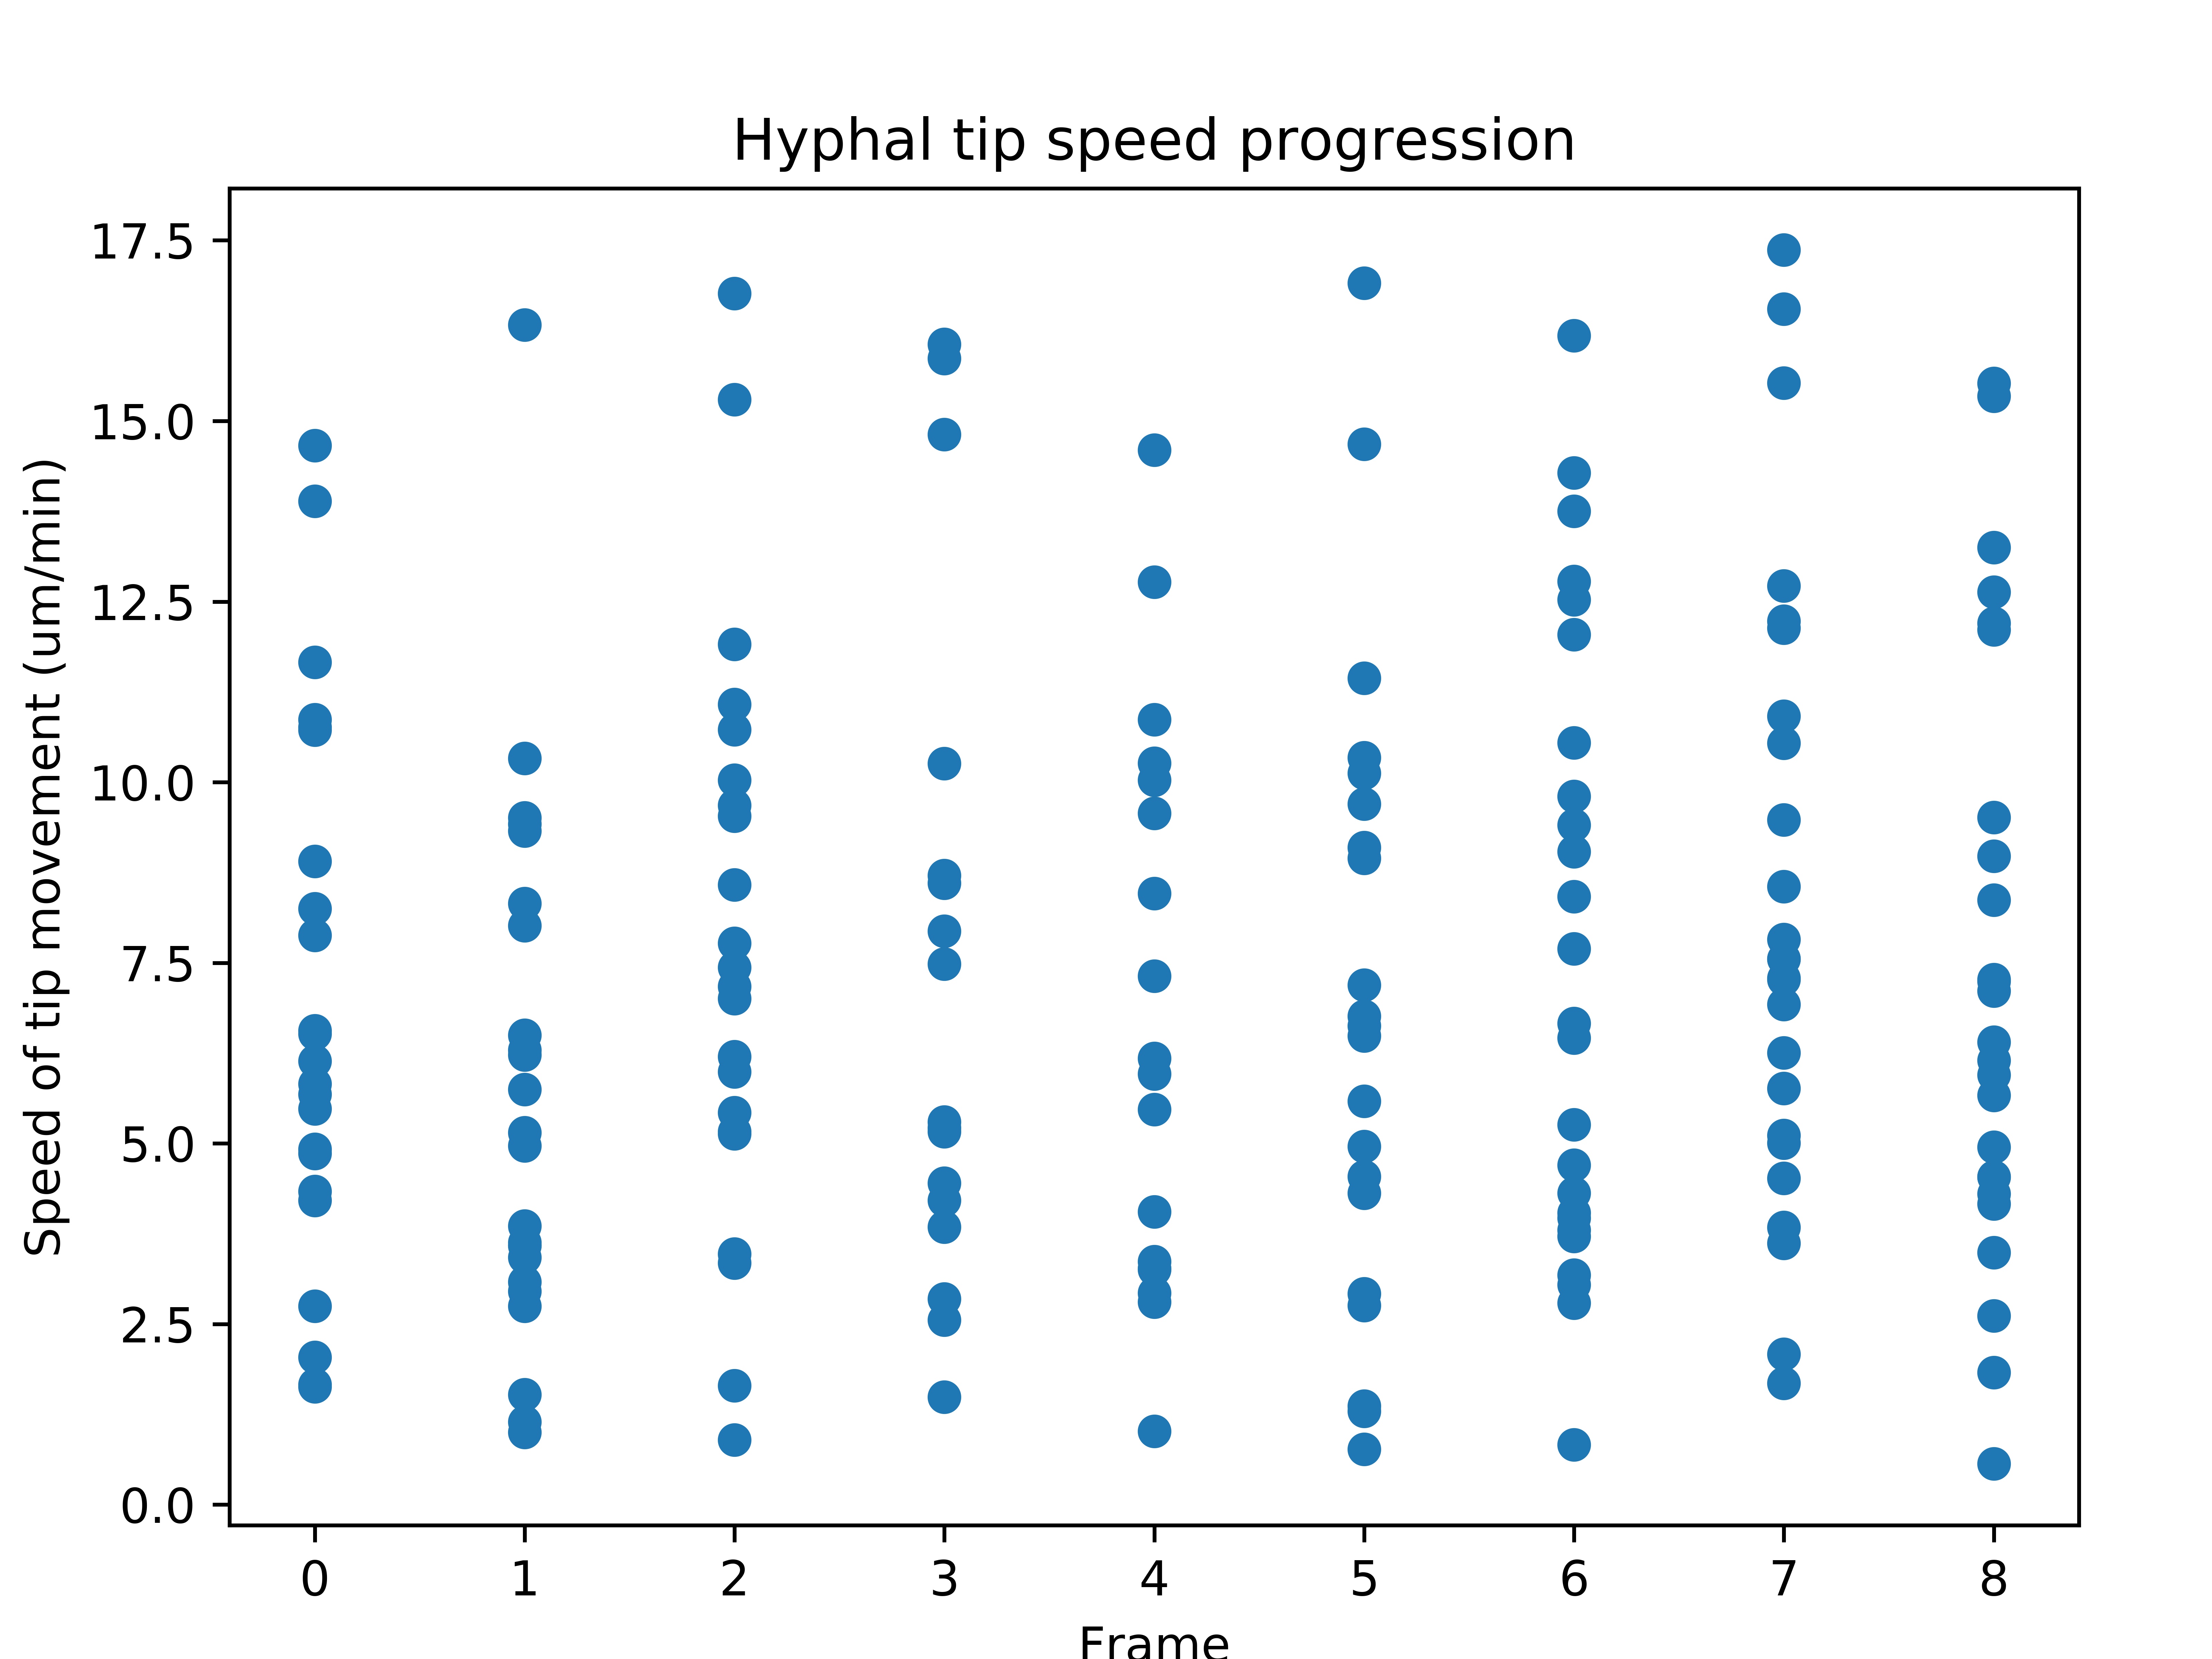 Hyphal tip speed progression
Speed of tip movement (um/min)
17.5
15.0
12.5
10.0
7.5
5.0
2.5
0.0
0 1 2 3 4 5 6 7 8
Frame